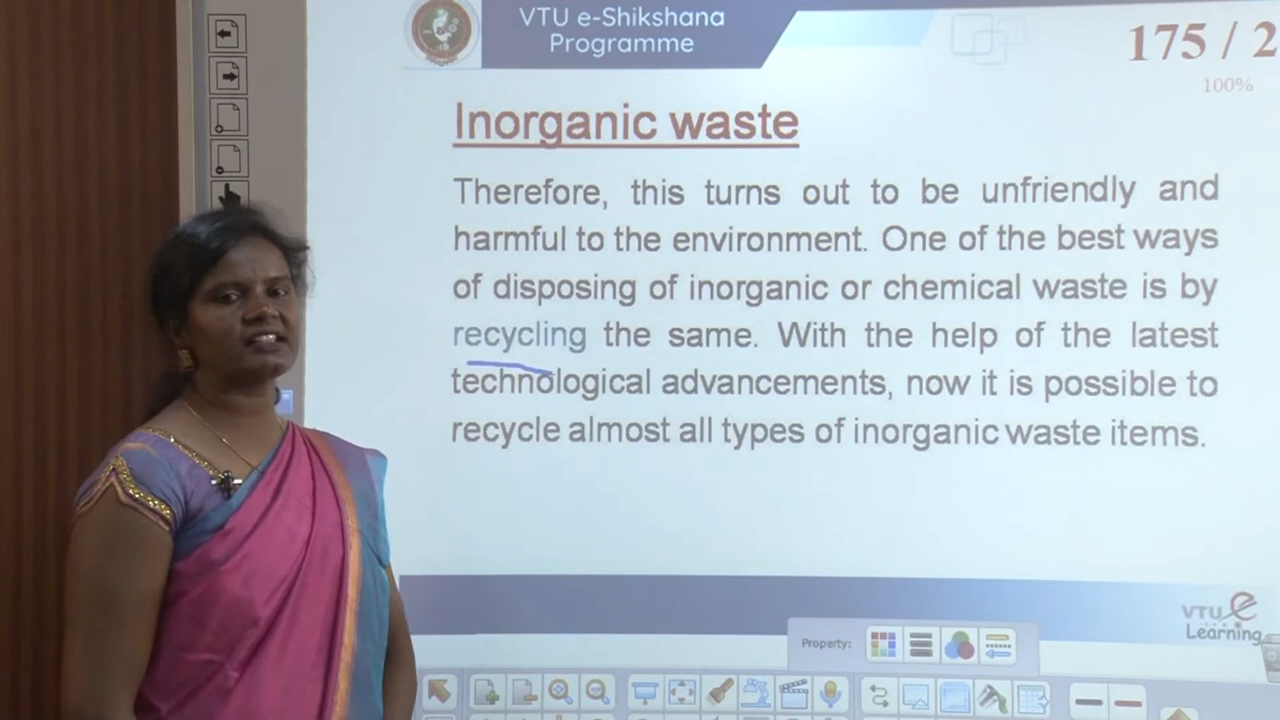 VTU e-Shikshana
Programme
175 / 2
100%
Inorganic waste
Therefore, this turns out to be unfriendly and
harmful to the environment. One of the best ways
of disposing of inorganic or chemical waste is by
recycling the same. With the help of the latest
technological advancements, now it is possible to
recycle almost all types of inorganic waste items.
VTU e
Learning
Property: